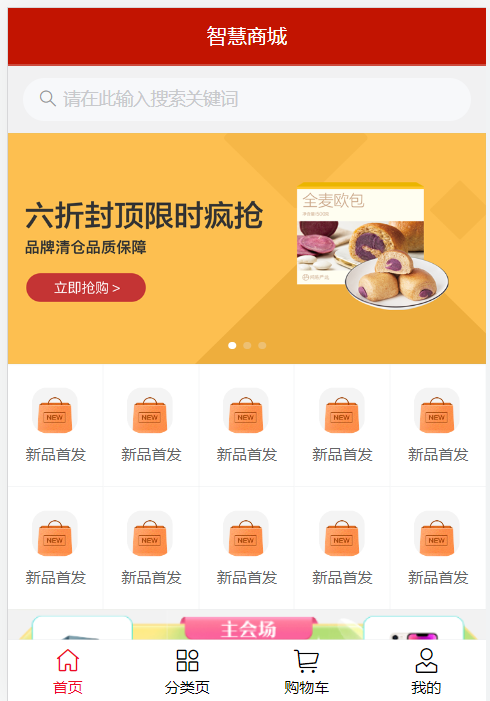 智慧商城
请在此输入搜索关键词
六折封顶限时疯抢
品牌清仓品质保障
立即抢购 >
全麦欧包
NEW NEW NEW NEW NEW
新品首发 新品首发 新品首发 新品首发 新品首发
NEW NEW NEW NEW NEW
新品首发 新品首发 新品首发 新品首发 新品首发
主会场
首页 分类页 购物车 我的